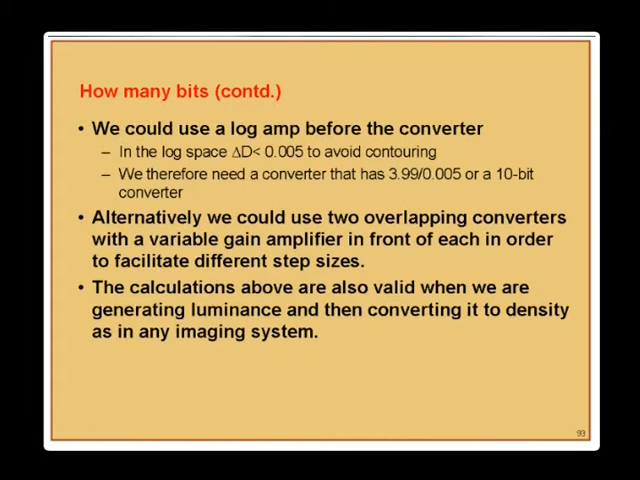 How many bits (contd.)
• We could use a log amp before the converter
– In the log space ΔD< 0.005 to avoid contouring
– We therefore need a converter that has 3.99/0.005 or a 10-bit
converter
• Alternatively we could use two overlapping converters
with a variable gain amplifier in front of each in order
to facilitate different step sizes.
• The calculations above are also valid when we are
generating luminance and then converting it to density
as in any imaging system.
93